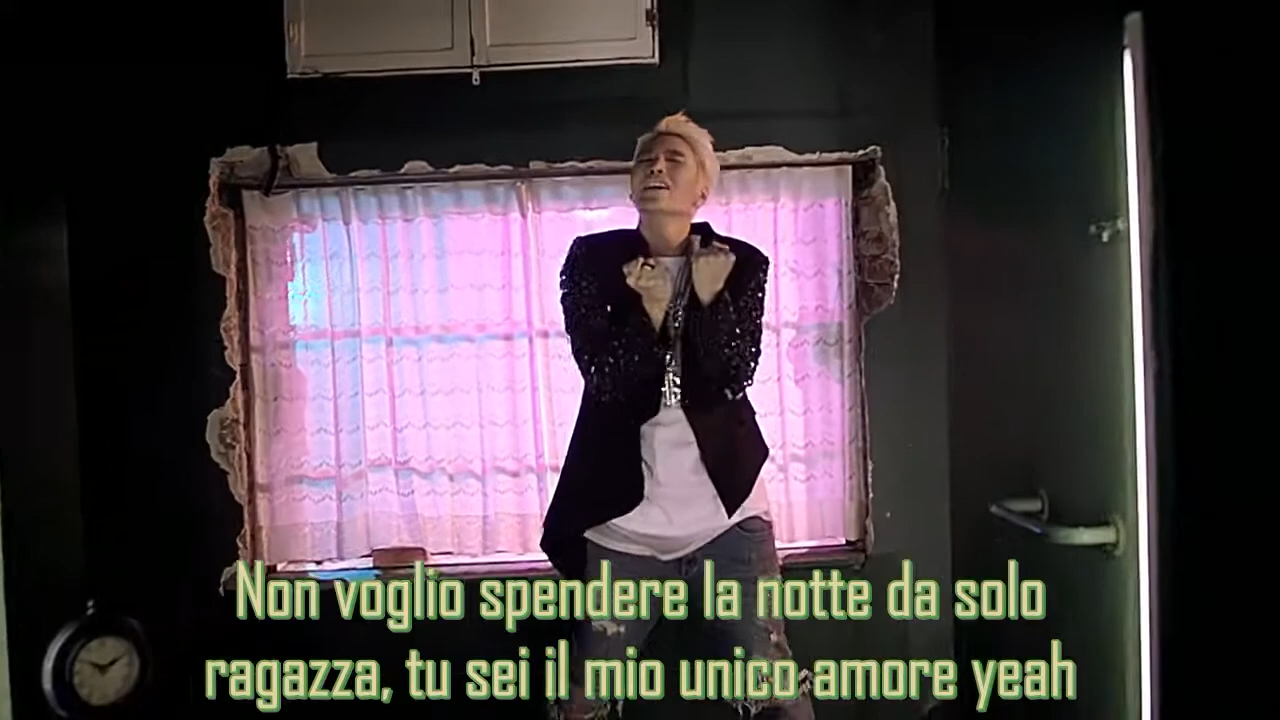 Non voglio spendere la notte da solo
ragazza, tu sei il mio unico amore yeah